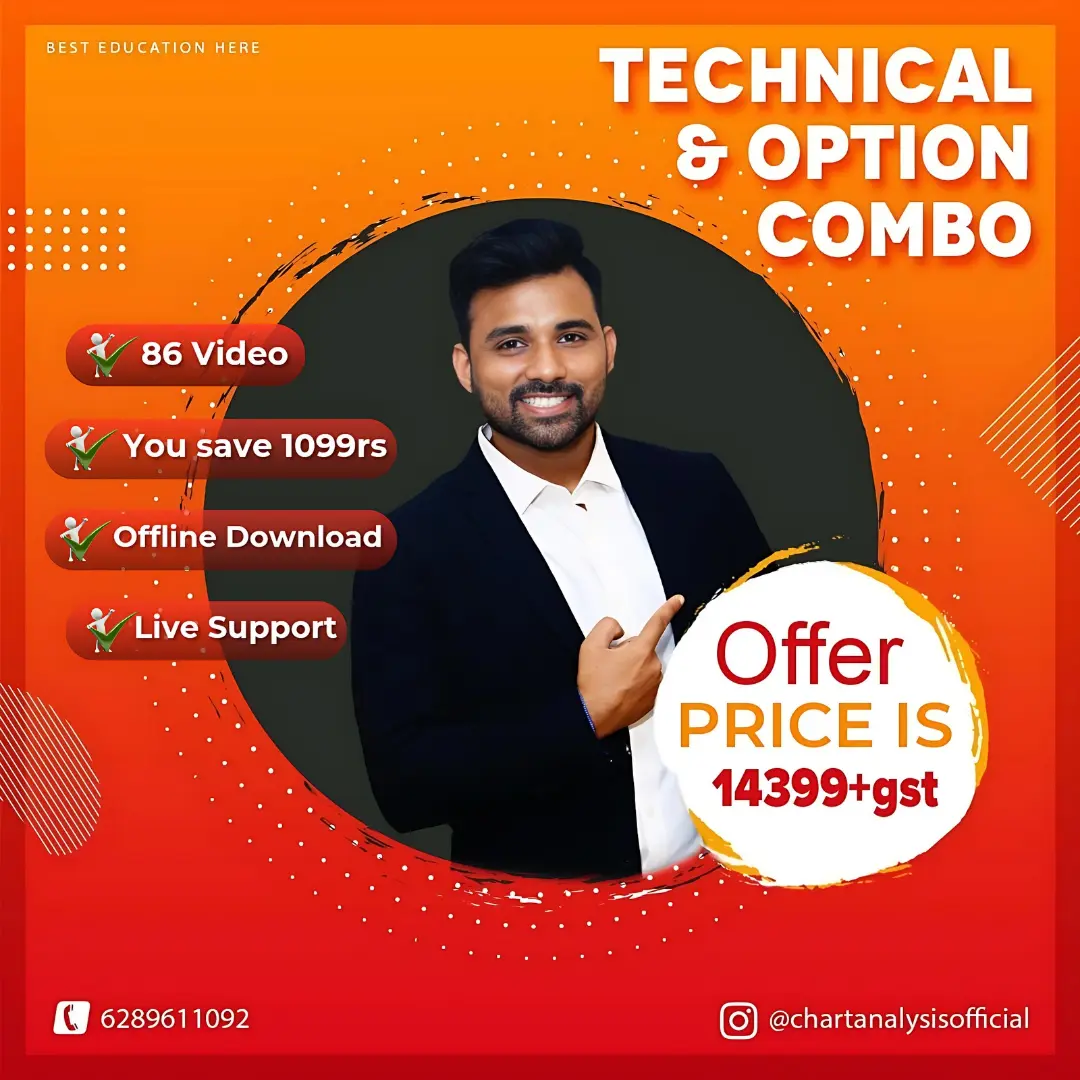 BEST EDUCATION HERE
TECHNICAL
& OPTION
COMBO
86 Video
You save 1099rs
Offline Download
Live Support
Offer
PRICE IS
14399+gst
6289611092
@chartanalysisofficial